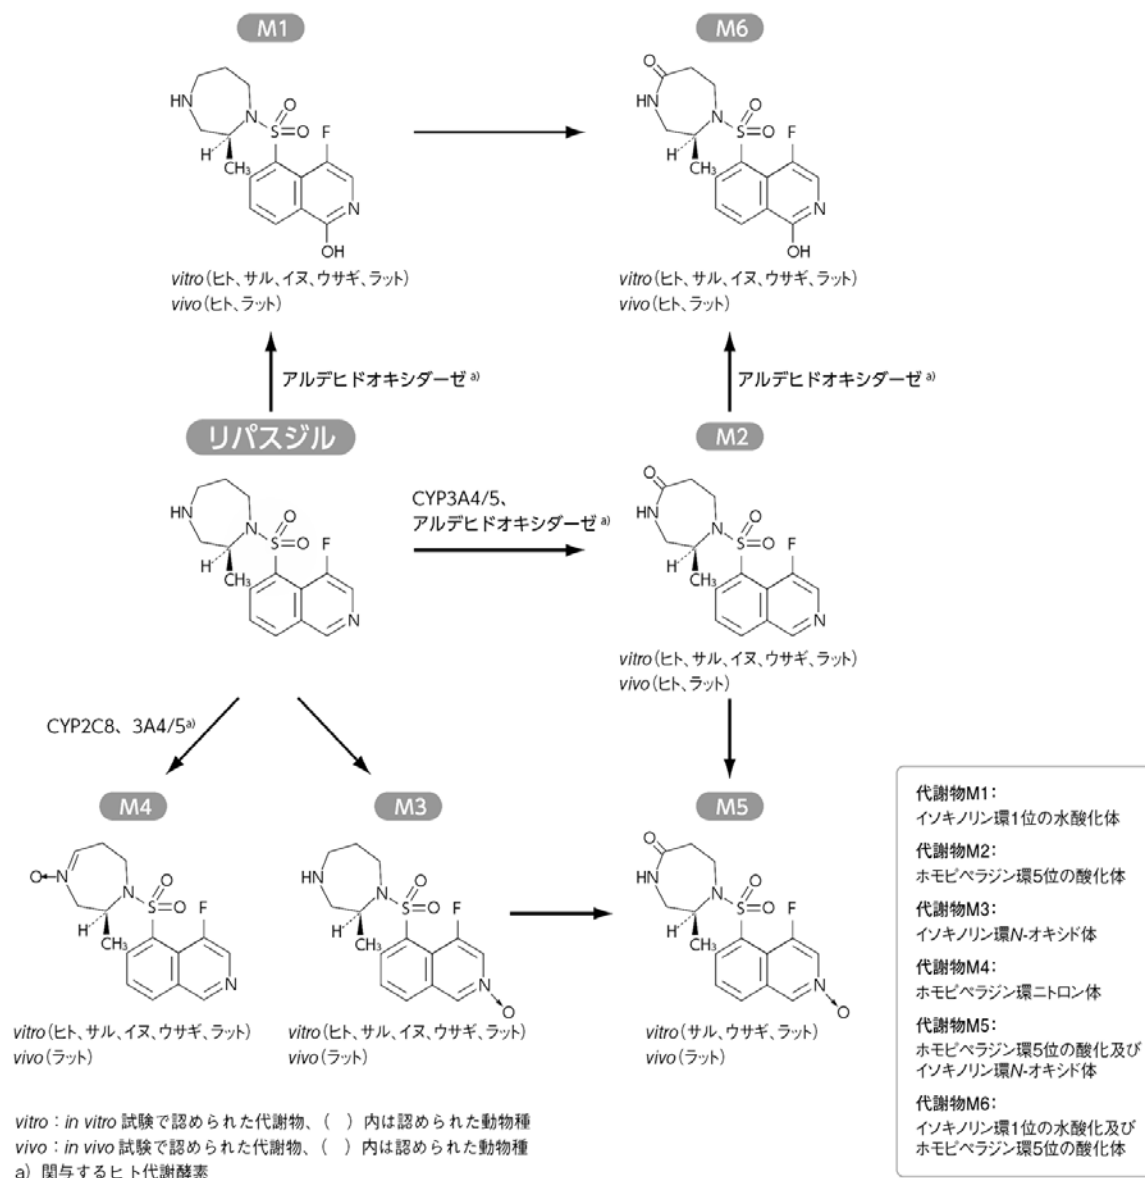 M1
M6
HN
N
S
O
O
F
H
CH₃
N
OH
O
HN
N
S
O
O
F
H
CH₃
N
OH
vitro(ヒト、サル、イヌ、ウサギ、ラット)
vivo(ヒト、ラット)
vitro(ヒト、サル、イヌ、ウサギ、ラット)
vivo(ヒト、ラット)
アルデヒドオキシダーゼ a)
アルデヒドオキシダーゼ a)
リパスジル
M2
HN
N
S
O
O
F
H
CH₃
N
CYP3A4/5、
アルデヒドオキシダーゼ a)
O
HN
N
S
O
O
F
H
CH₃
N
vitro(ヒト、サル、イヌ、ウサギ、ラット)
vivo(ヒト、ラット)
CYP2C8、3A4/5a)
M4
M3
M5
O
N
N
S
O
O
F
H
CH₃
N
HN
N
S
O
O
F
H
CH₃
N
O
O
HN
N
S
O
O
F
H
CH₃
N
O
vitro(ヒト、サル、イヌ、ウサギ、ラット)
vivo(ラット)
vitro(ヒト、サル、イヌ、ウサギ、ラット)
vivo(ラット)
vitro(サル、ウサギ、ラット)
vivo(ラット)
代謝物M1:
イソキノリン環1位の水酸化体
代謝物M2:
ホモピペラジン環5位の酸化体
代謝物M3:
イソキノリン環N-オキシド体
代謝物M4:
ホモピペラジン環ニトロン体
代謝物M5:
ホモピペラジン環5位の酸化及び
イソキノリン環N-オキシド体
代謝物M6:
イソキノリン環1位の水酸化及び
ホモピペラジン環5位の酸化体
vitro:in vitro 試験で認められた代謝物、( )内は認められた動物種
vivo:in vivo 試験で認められた代謝物、( )内は認められた動物種
a) 関与するヒト代謝酵素